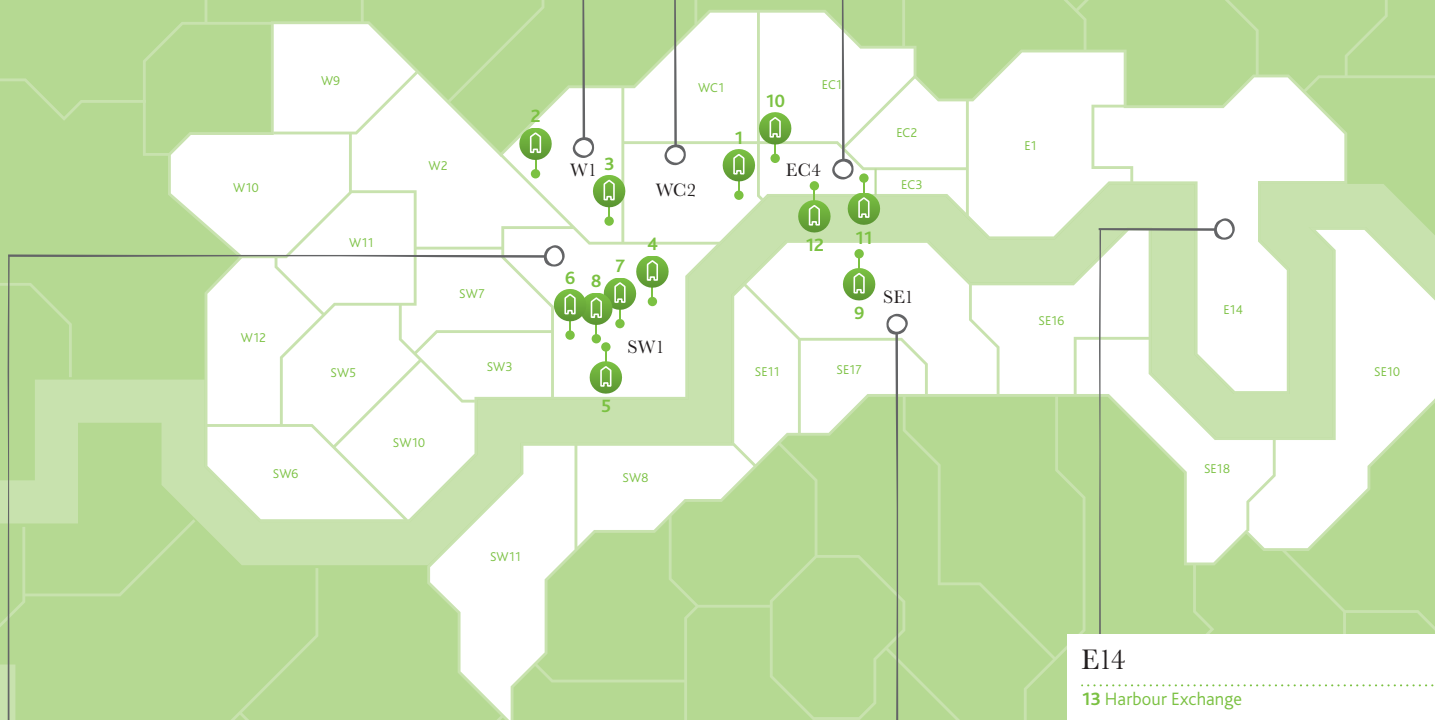 W9
WC1
EC1
2
10
1
EC2
E1
W2
3
W1
EC4
WC2
EC3
W10
W11
4
12
11
6
8
7
SW7
9
SE1
E14
SE16
W12
SW1
SW5
SW3
SE11
SE17
SE10
5
SW10
SW6
SW8
SE18
SW11
E14
13 Harbour Exchange